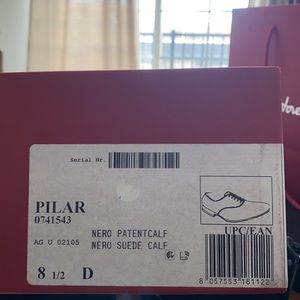 Serial Nr.
PILAR
0741543
UPC/EAN
NERO PATENTCALF
AG U 02105
NERO SUEDE CALF
8 1/2 D
8 057553 181122